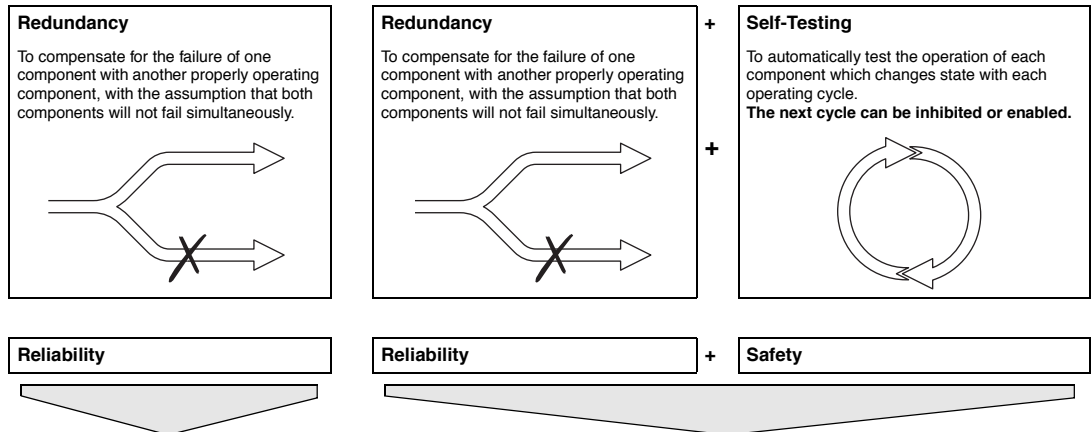 Redundancy
To compensate for the failure of one
component with another properly operating
component, with the assumption that both
components will not fail simultaneously.
Redundancy
To compensate for the failure of one
component with another properly operating
component, with the assumption that both
components will not fail simultaneously.
+
+
Self-Testing
To automatically test the operation of each
component which changes state with each
operating cycle.
The next cycle can be inhibited or enabled.
Reliability
Reliability
+
Safety